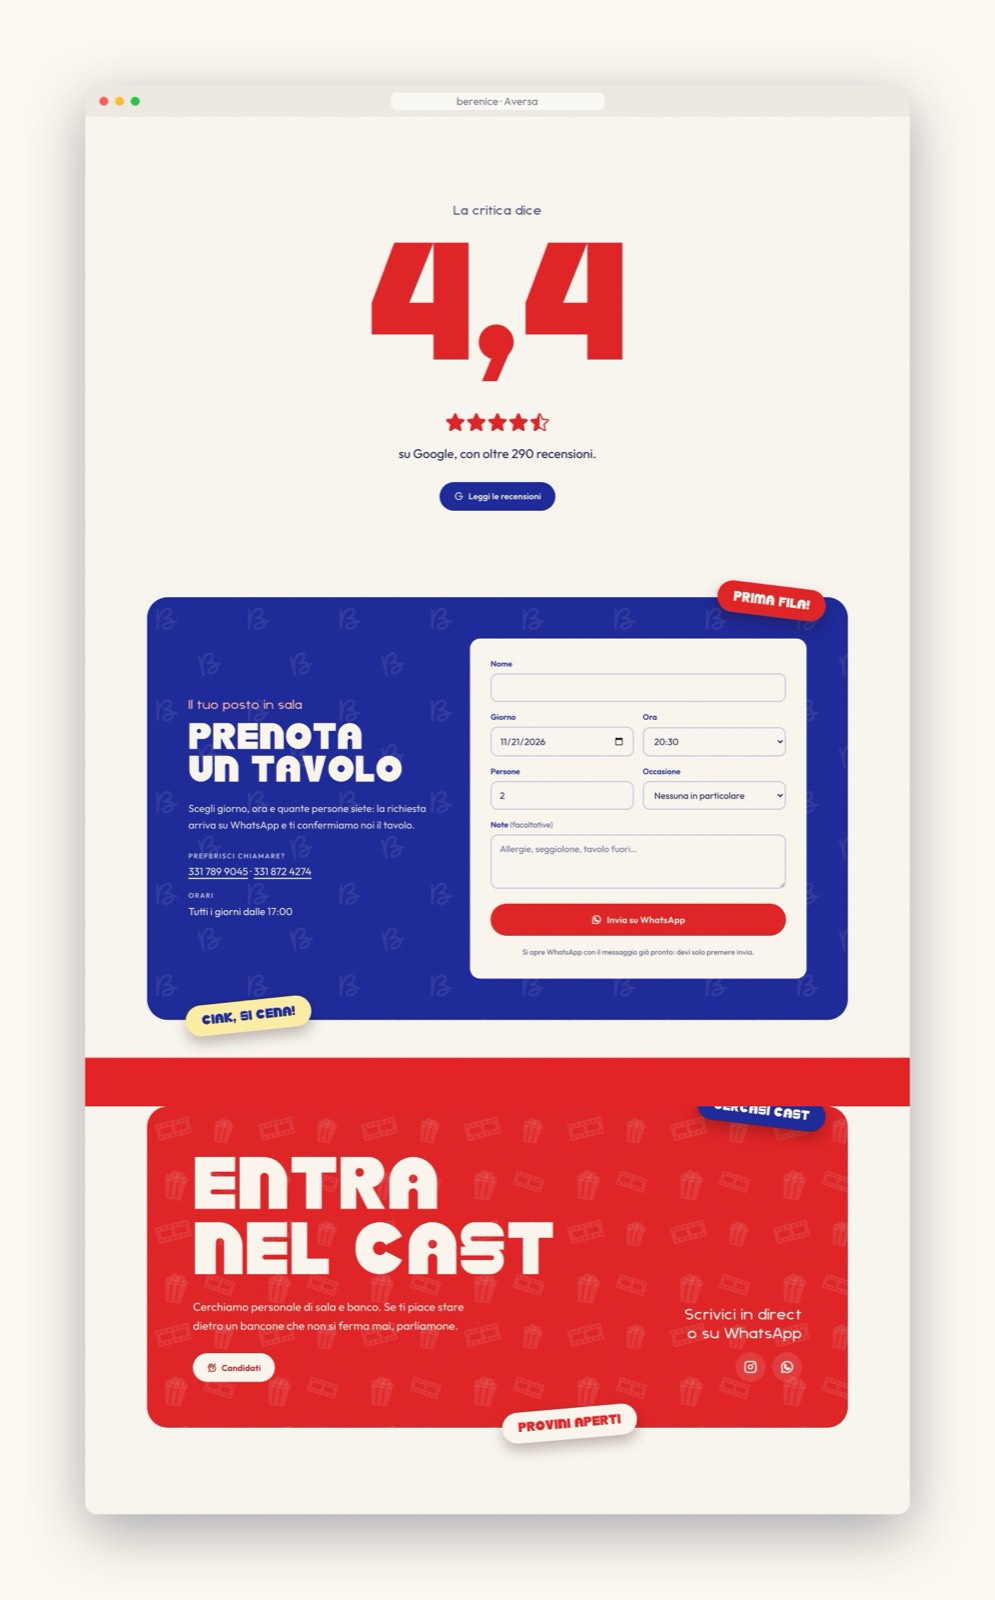 berenice · Aversa
La critica dice
4,4
su Google, con oltre 290 recensioni.
G Leggi le recensioni
PRIMA FILA!
Il tuo posto in sala
PRENOTA
UN TAVOLO
Scegli giorno, ora e quante persone siete: la richiesta
arriva su WhatsApp e ti confermiamo noi il tavolo.
PREFERISCI CHIAMARE?
331 789 9045 · 331 872 4274
ORARI
Tutti i giorni dalle 17:00
Nome
Giorno Ora
11/21/2026 20:30
Persone Occasione
2 Nessuna in particolare
Note (facoltative)
Allergie, seggiolone, tavolo fuori...
Invia su WhatsApp
Si apre WhatsApp con il messaggio già pronto: devi solo premere invia.
CIAK, SI CENA!
CERCASI CAST
ENTRA
NEL CAST
Cerchiamo personale di sala e banco. Se ti piace stare
dietro un bancone che non si ferma mai, parliamone.
Candidati
Scrivici in direct
o su WhatsApp
PROVINI APERTI